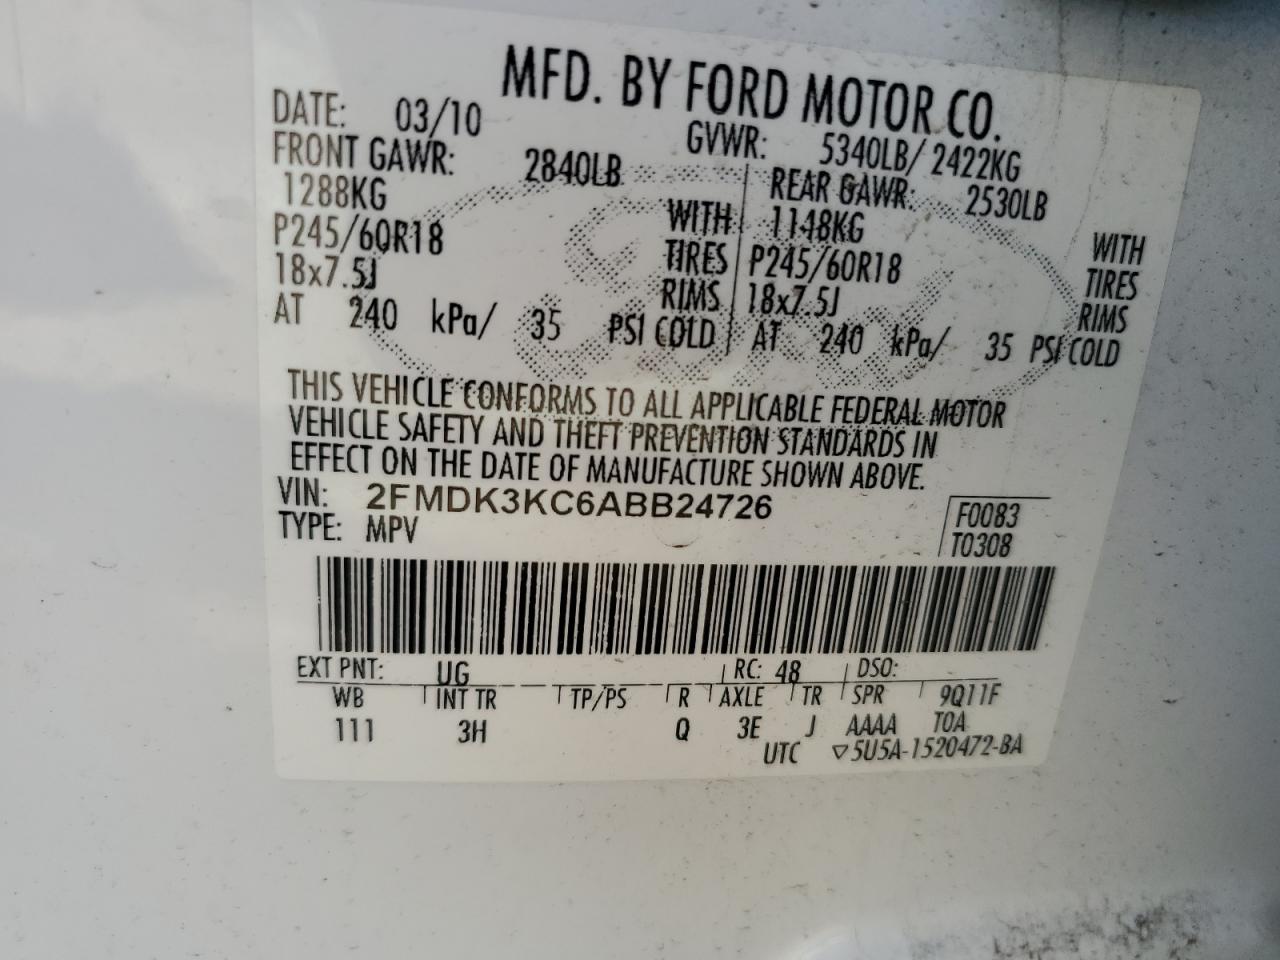 MFD. BY FORD MOTOR CO.
DATE: 03/10 GVWR: 5340LB/ 2422KG
FRONT GAWR: 2840LB REAR GAWR: 2530LB
1288KG WITH 1148KG WITH
P245/60R18 TIRES P245/60R18 TIRES
18x7.5J RIMS 18x7.5J RIMS
AT 240 kPa/ 35 PSI COLD AT 240 kPa/ 35 PSI COLD
THIS VEHICLE CONFORMS TO ALL APPLICABLE FEDERAL MOTOR
VEHICLE SAFETY AND THEFT PREVENTION STANDARDS IN
EFFECT ON THE DATE OF MANUFACTURE SHOWN ABOVE.
VIN: 2FMDK3KC6ABB24726 F0083
TYPE: MPV T0308
EXT PNT: UG RC: 48 DSO:
WB INT TR TP/PS R AXLE TR SPR 9Q11F
111 3H Q 3E J AAAA TOA
UTC ▽5U5A-1520472-BA